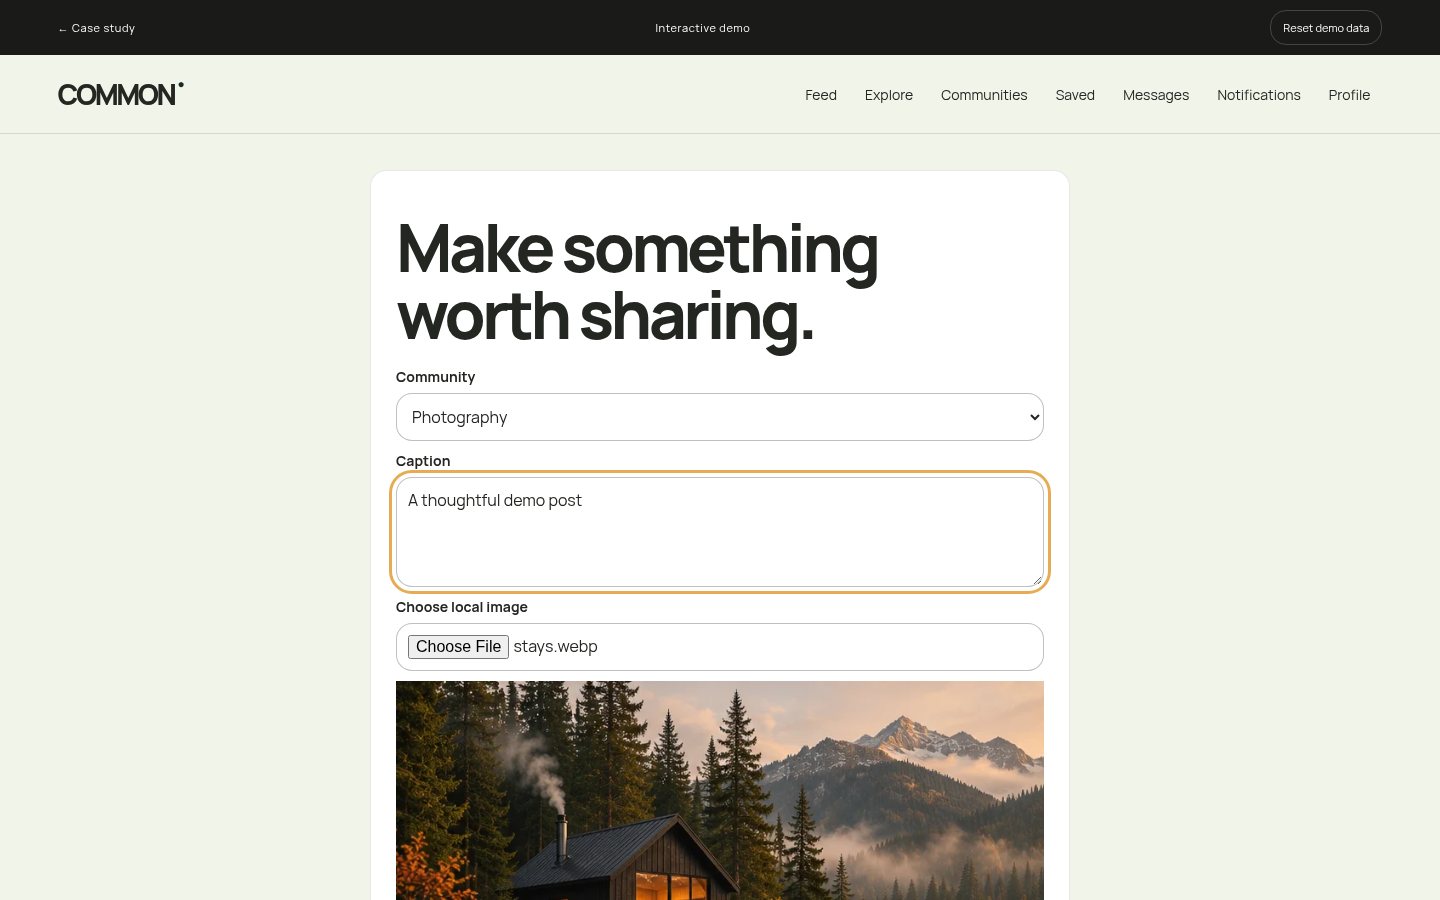 ← Case study
Interactive demo
Reset demo data
COMMON
Feed
Explore
Communities
Saved
Messages
Notifications
Profile
Make something
worth sharing.
Community
Photography
Caption
A thoughtful demo post
Choose local image
Choose File stays.webp